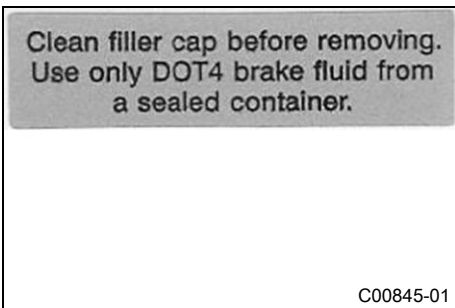 Clean filler cap before removing.
Use only DOT4 brake fluid from
a sealed container.
C00845-01